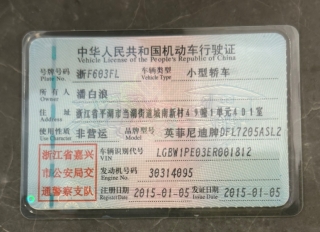 中华人民共和国机动车行驶证
Vehicle License of the People's Republic of China
号牌号码 浙F603FL 车辆类型 小型轿车
Plate No. Vehicle Type
所有人 潘白浪
Owner
住址 浙江省平湖市当湖街道城南新村41幢1单元401室
Address
使用性质 非营运 品牌型号 英菲尼迪牌DFL7205ASL2
Use Character Model
浙江省嘉兴市公安局交通警察支队
车辆识别代号 LGBW1PE03ER001812
VIN
发动机号码 30314095
Engine No.
注册日期 2015-01-05 发证日期 2015-01-05
Register Date Issue Date